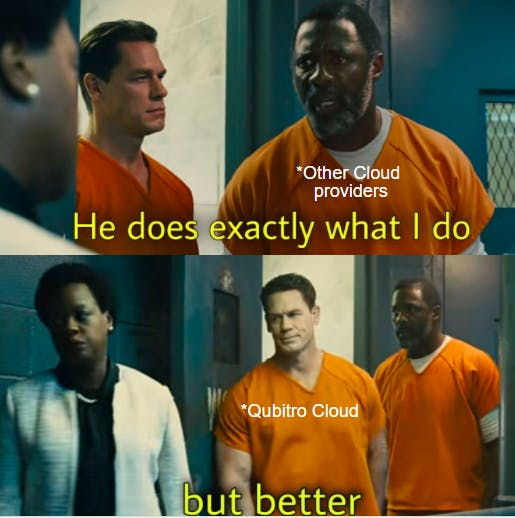 *Other Cloud
providers
He does exactly what I do
*Qubitro Cloud
but better